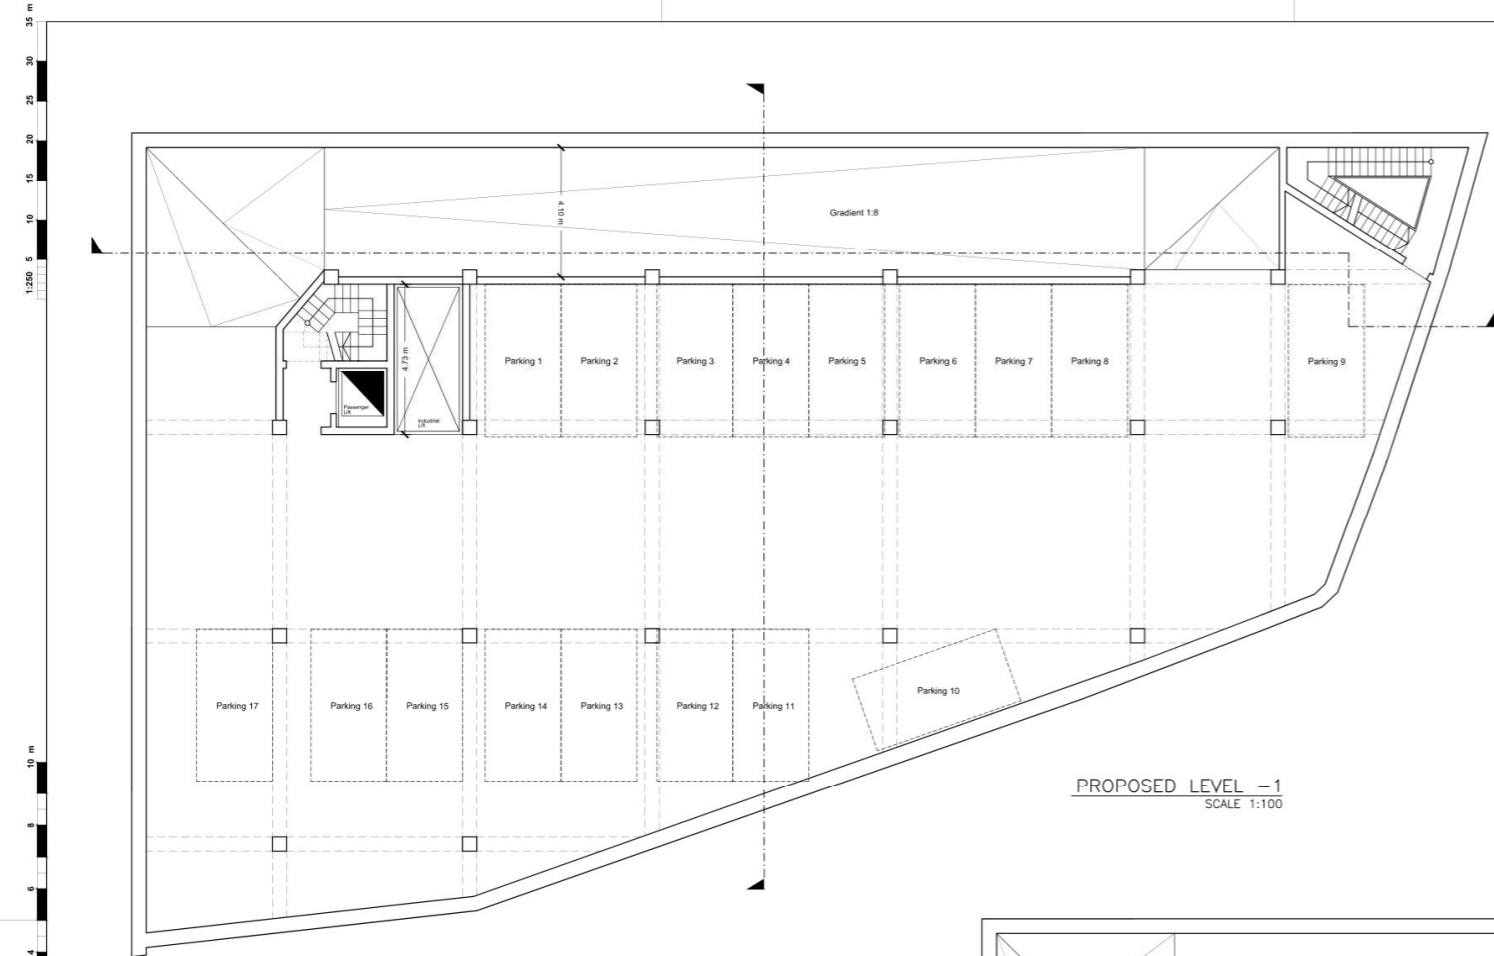 m
35
30
25
20
15
10
5
1:250
4.10 m
Gradient 1:8
4.73 m
Passenger
Lift
Industrial
Lift
Parking 1
Parking 2
Parking 3
Parking 4
Parking 5
Parking 6
Parking 7
Parking 8
Parking 9
Parking 17
Parking 16
Parking 15
Parking 14
Parking 13
Parking 12
Parking 11
Parking 10
m
10
8
6
4
PROPOSED LEVEL -1
SCALE 1:100